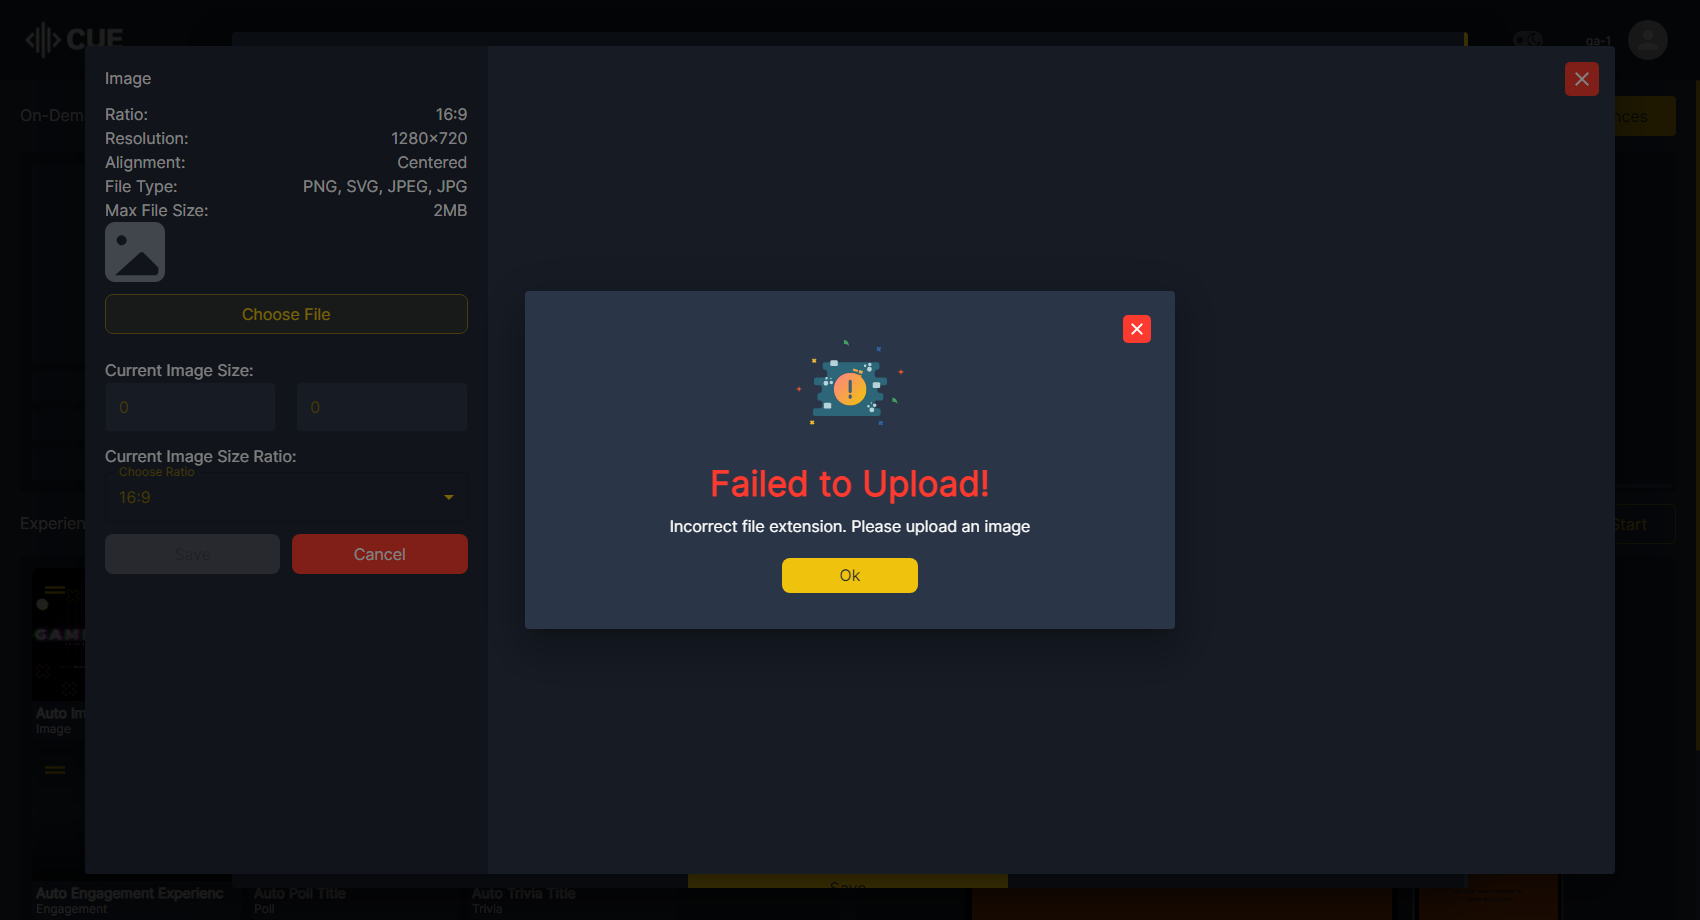 CUE
qa-1
On-Dem
nces
Image
Ratio: 16:9
Resolution: 1280×720
Alignment: Centered
File Type: PNG, SVG, JPEG, JPG
Max File Size: 2MB
Choose File
Current Image Size:
0 0
Current Image Size Ratio:
Choose Ratio
16:9
Save Cancel
Failed to Upload!
Incorrect file extension. Please upload an image
Ok
Experien
Start
GAM
Auto Im
Image
Save
Auto Engagement Experienc
Engagement
Auto Poll Title
Poll
Auto Trivia Title
Trivia